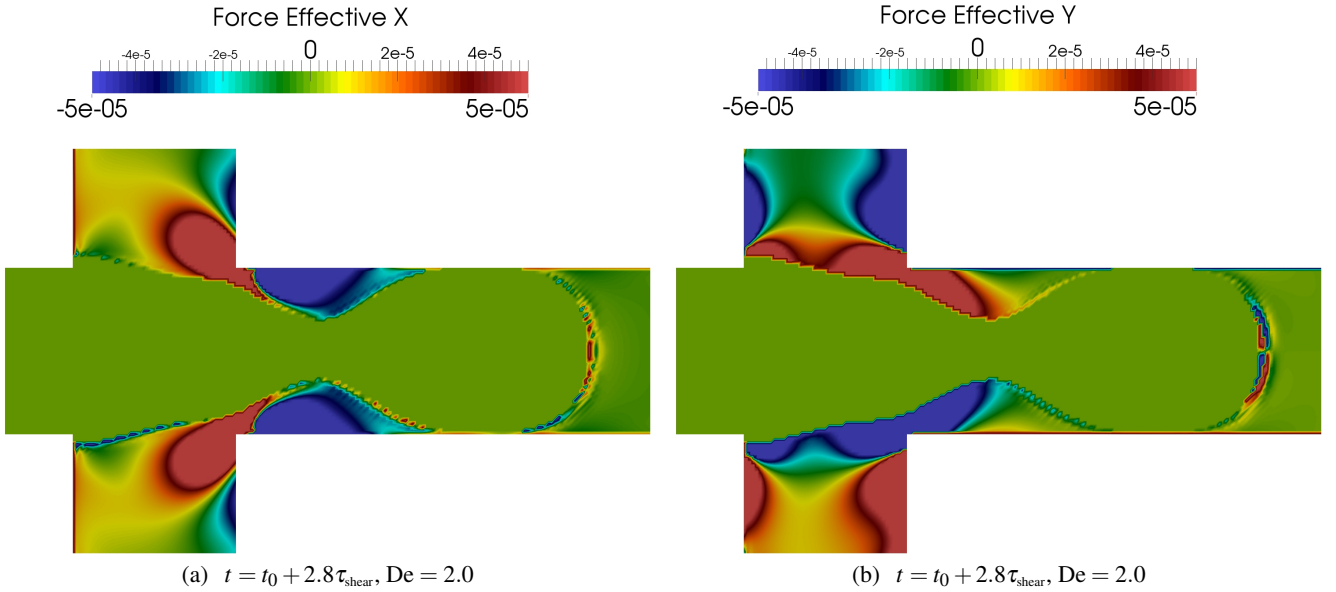 Force Effective X
-4e-5 -2e-5 0 2e-5 4e-5
-5e-05 5e-05
Force Effective Y
-4e-5 -2e-5 0 2e-5 4e-5
-5e-05 5e-05
(a) t = t0 + 2.8τshear, De = 2.0
(b) t = t0 + 2.8τshear, De = 2.0